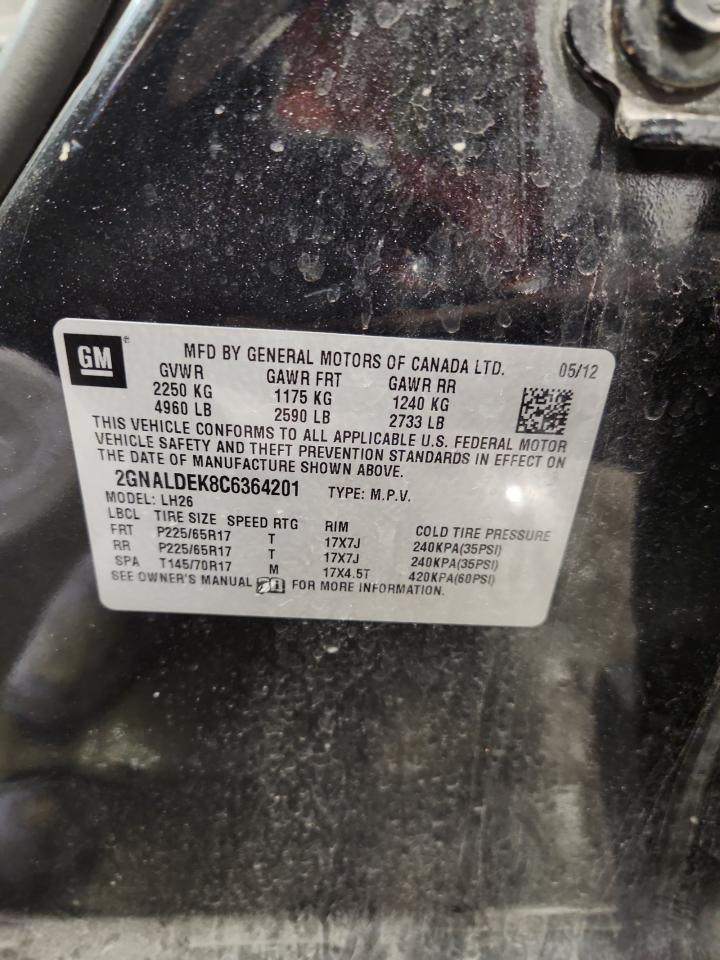 GM® MFD BY GENERAL MOTORS OF CANADA LTD. 05/12
GVWR GAWR FRT GAWR RR
2250 KG 1175 KG 1240 KG
4960 LB 2590 LB 2733 LB
THIS VEHICLE CONFORMS TO ALL APPLICABLE U.S. FEDERAL MOTOR
VEHICLE SAFETY AND THEFT PREVENTION STANDARDS IN EFFECT ON
THE DATE OF MANUFACTURE SHOWN ABOVE.
2GNALDEK8C6364201 TYPE: M.P.V.
MODEL: LH26
LBCL TIRE SIZE SPEED RTG RIM COLD TIRE PRESSURE
FRT P225/65R17 T 17X7J 240KPA(35PSI)
RR P225/65R17 T 17X7J 240KPA(35PSI)
SPA T145/70R17 M 17X4.5T 420KPA(60PSI)
SEE OWNER'S MANUAL FOR MORE INFORMATION.